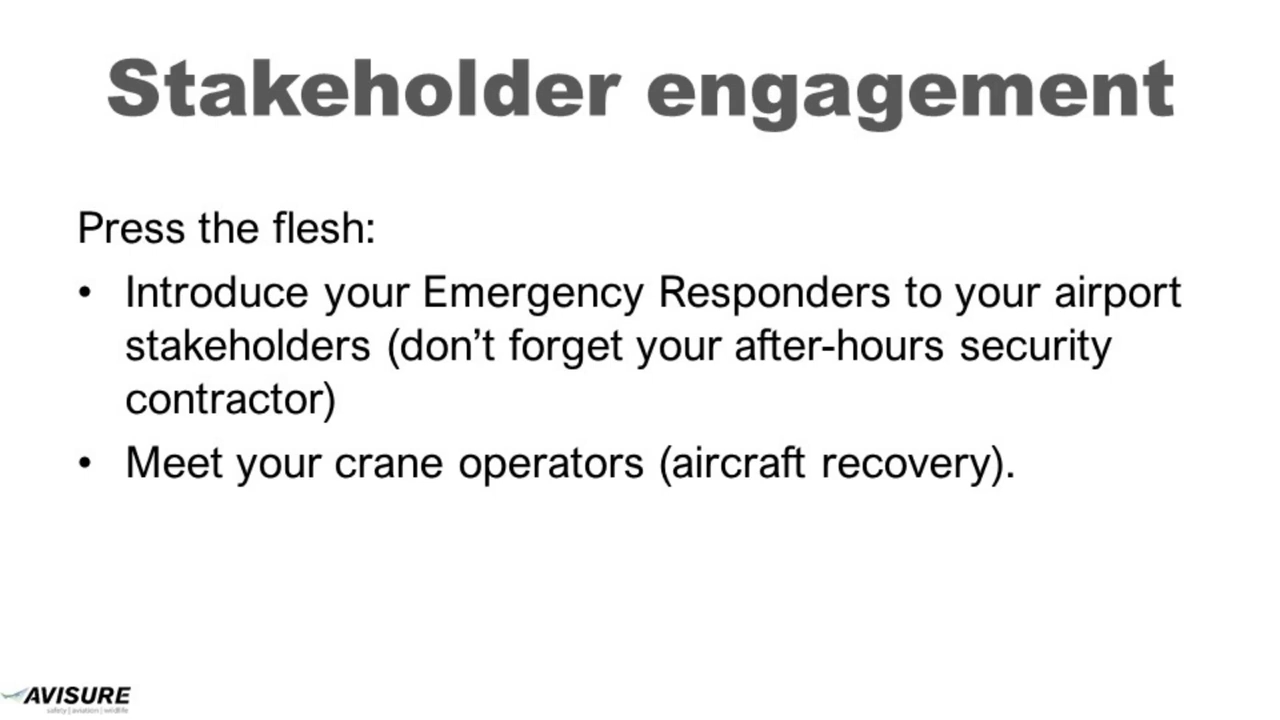 Stakeholder engagement
Press the flesh:
• Introduce your Emergency Responders to your airport
stakeholders (don’t forget your after-hours security
contractor)
• Meet your crane operators (aircraft recovery).
AVISURE
safety | aviation | wildlife